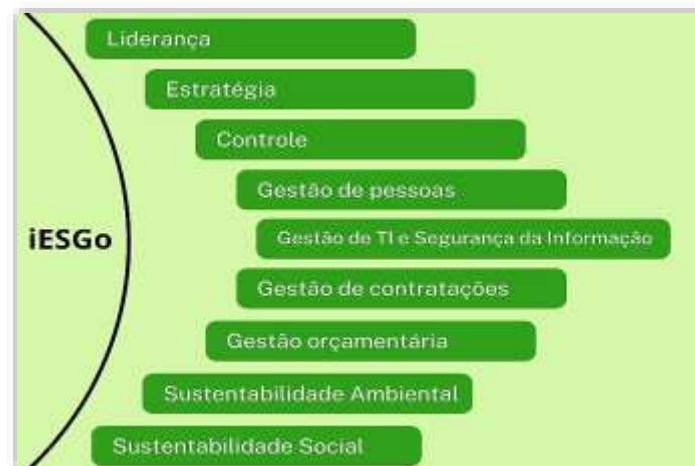 Liderança
Estratégia
Controle
Gestão de pessoas
iESGo
Gestão de TI e Segurança da Informação
Gestão de contratações
Gestão orçamentária
Sustentabilidade Ambiental
Sustentabilidade Social